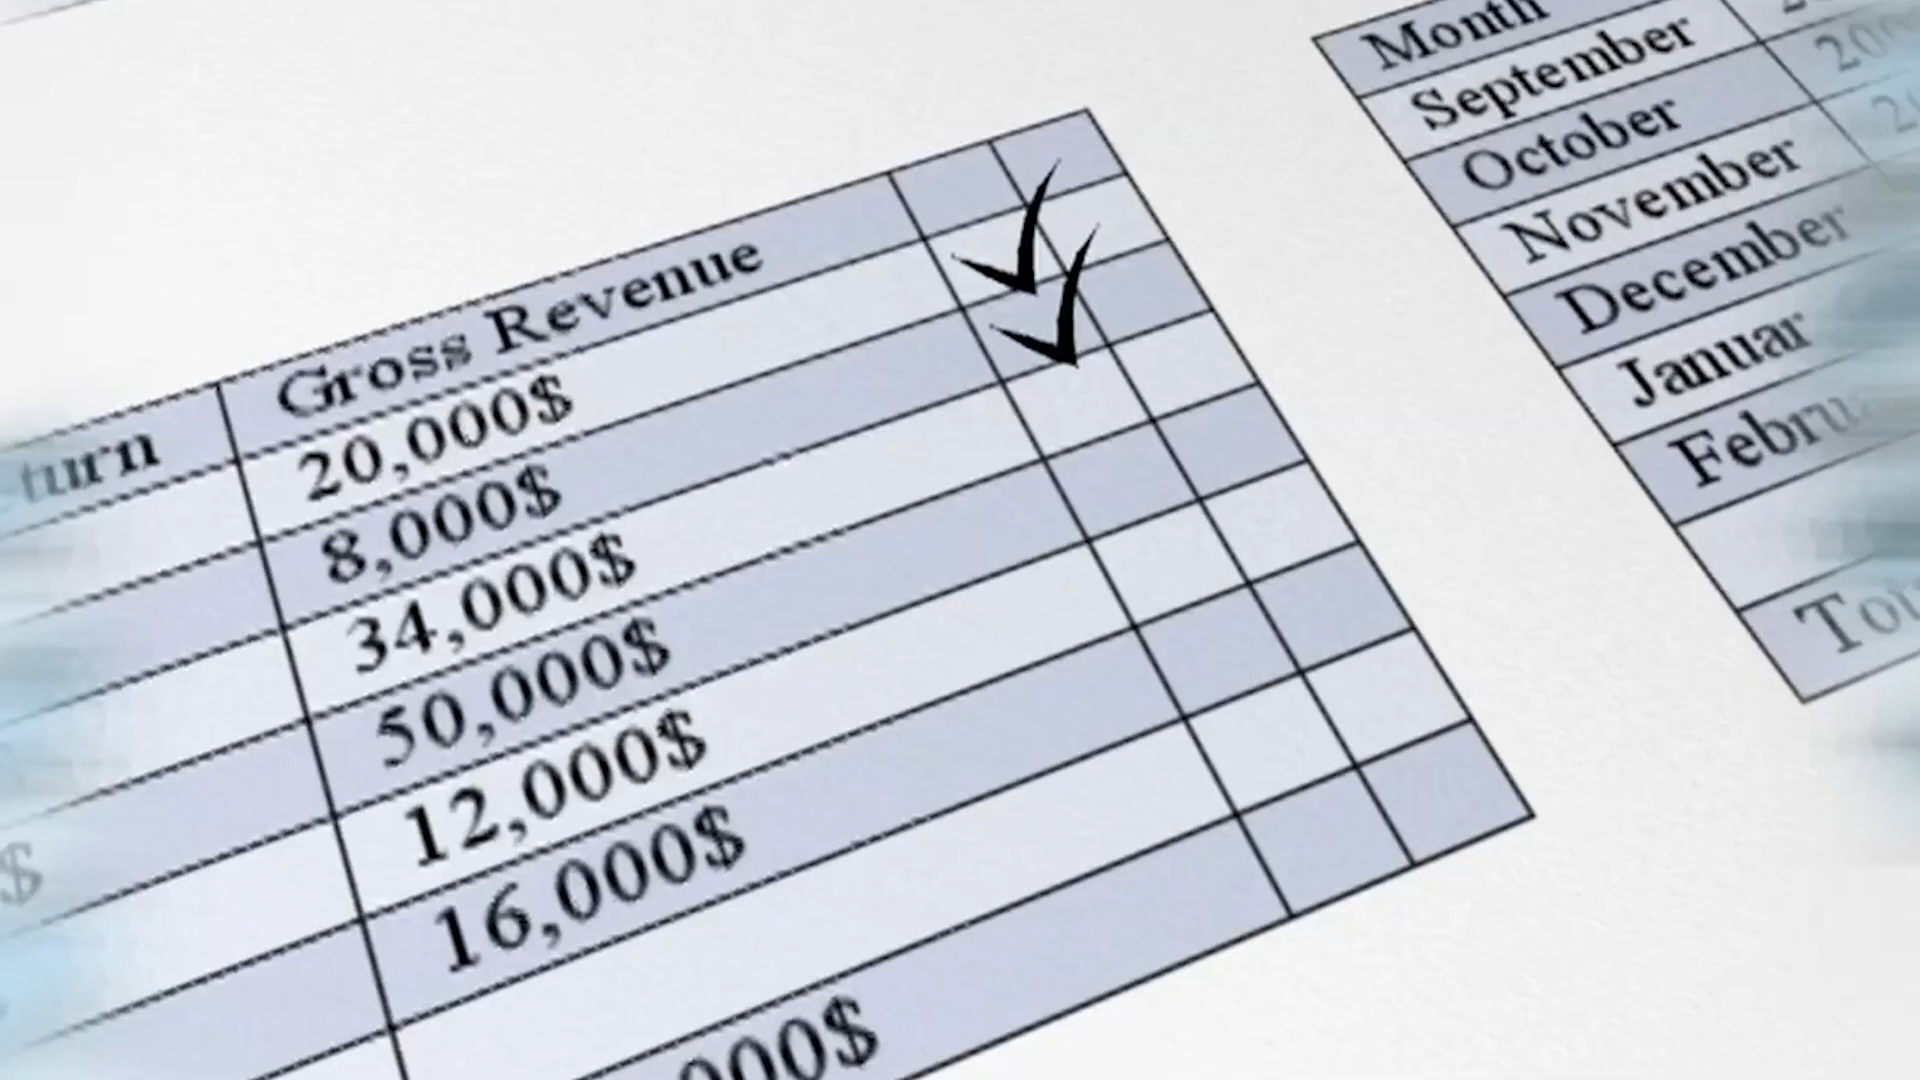 turn Gross Revenue
20,000$
8,000$
34,000$
50,000$
12,000$
16,000$
000$
$
Month
September
October
November
December
Januar
Febru